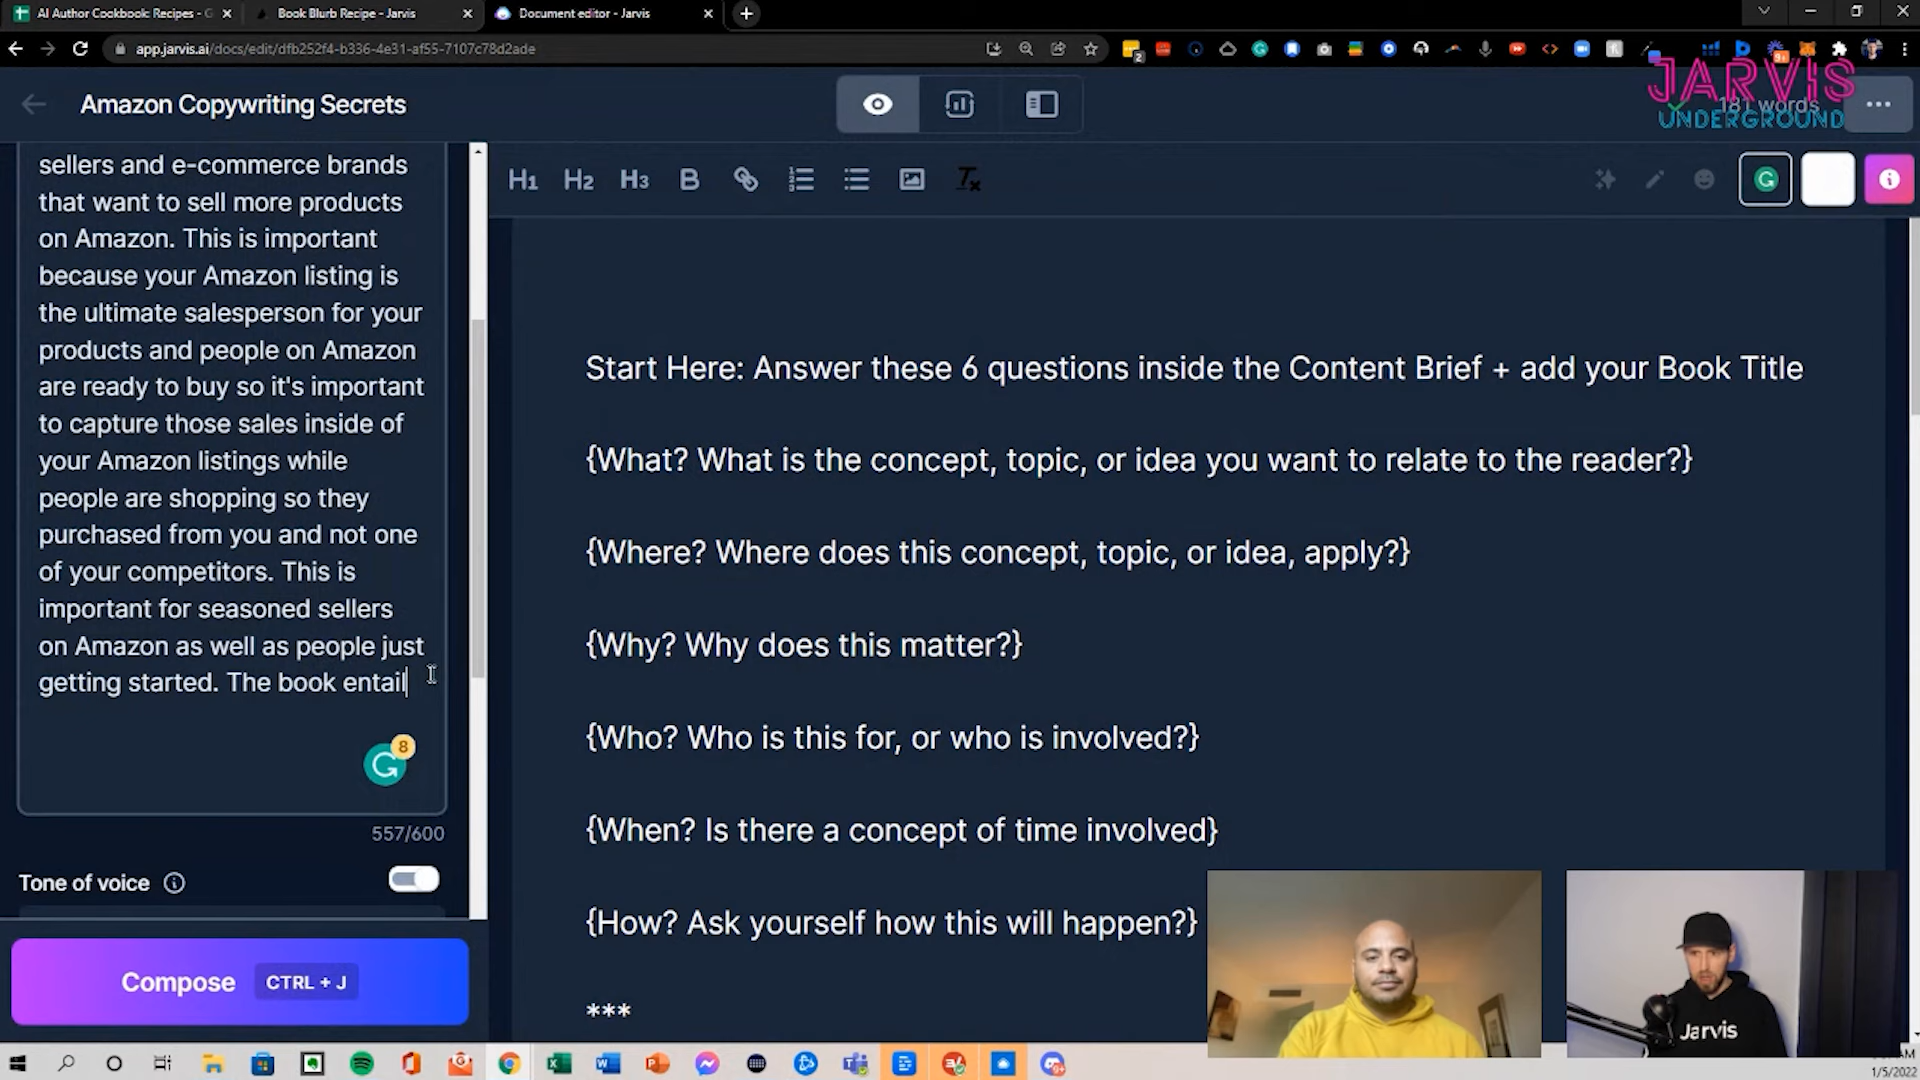 AI Author Cookbook: Recipes - G
Book Blurb Recipe - Jarvis
Document editor - Jarvis
app.jarvis.ai/docs/edit/dfb252f4-b336-4e31-af55-7107c78d2ade
Amazon Copywriting Secrets
181 words
JARVIS
UNDERGROUND
H1 H2 H3 B
sellers and e-commerce brands
that want to sell more products
on Amazon. This is important
because your Amazon listing is
the ultimate salesperson for your
products and people on Amazon
are ready to buy so it's important
to capture those sales inside of
your Amazon listings while
people are shopping so they
purchased from you and not one
of your competitors. This is
important for seasoned sellers
on Amazon as well as people just
getting started. The book entail
8
557/600
Tone of voice
Compose CTRL + J
Start Here: Answer these 6 questions inside the Content Brief + add your Book Title
{What? What is the concept, topic, or idea you want to relate to the reader?}
{Where? Where does this concept, topic, or idea, apply?}
{Why? Why does this matter?}
{Who? Who is this for, or who is involved?}
{When? Is there a concept of time involved}
{How? Ask yourself how this will happen?}
***
Jarvis
1/5/2022